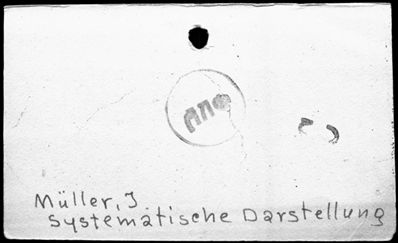 Müller, J
Systematische Darstellung